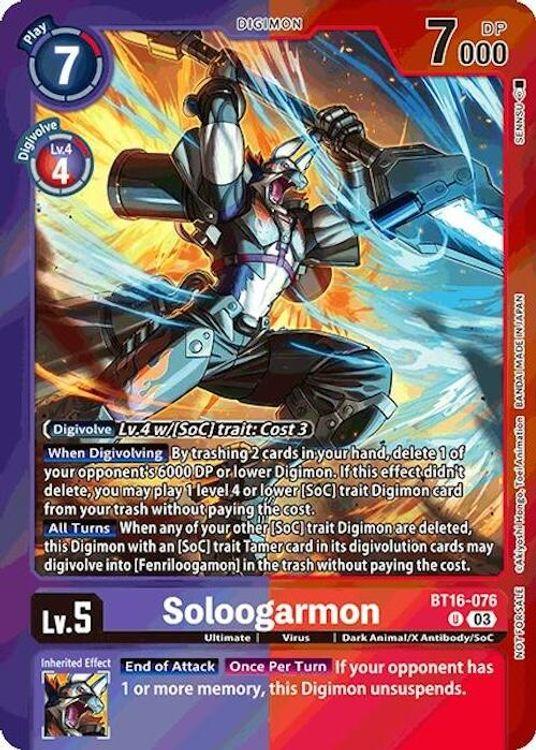 DIGIMON
Play
7
7000
DP
Digivolve
Lv.4
4
SENNSU
Digivolve Lv.4 w/[SoC] trait: Cost 3
When Digivolving By trashing 2 cards in your hand, delete 1 of
your opponent's 6000 DP or lower Digimon. If this effect didn't
delete, you may play 1 level 4 or lower [SoC] trait Digimon card
from your trash without paying the cost.
All Turns When any of your other [SoC] trait Digimon are deleted,
this Digimon with an [SoC] trait Tamer card in its digivolution cards may
digivolve into [Fenriloogamon] in the trash without paying the cost.
©Akiyoshi Hongo, Toei Animation BANDAI MADE IN JAPAN
NOT FOR SALE
Lv.5
Soloogarmon
BT16-076
U 03
Ultimate | Virus | Dark Animal/X Antibody/SoC
Inherited Effect
End of Attack Once Per Turn If your opponent has
1 or more memory, this Digimon unsuspends.